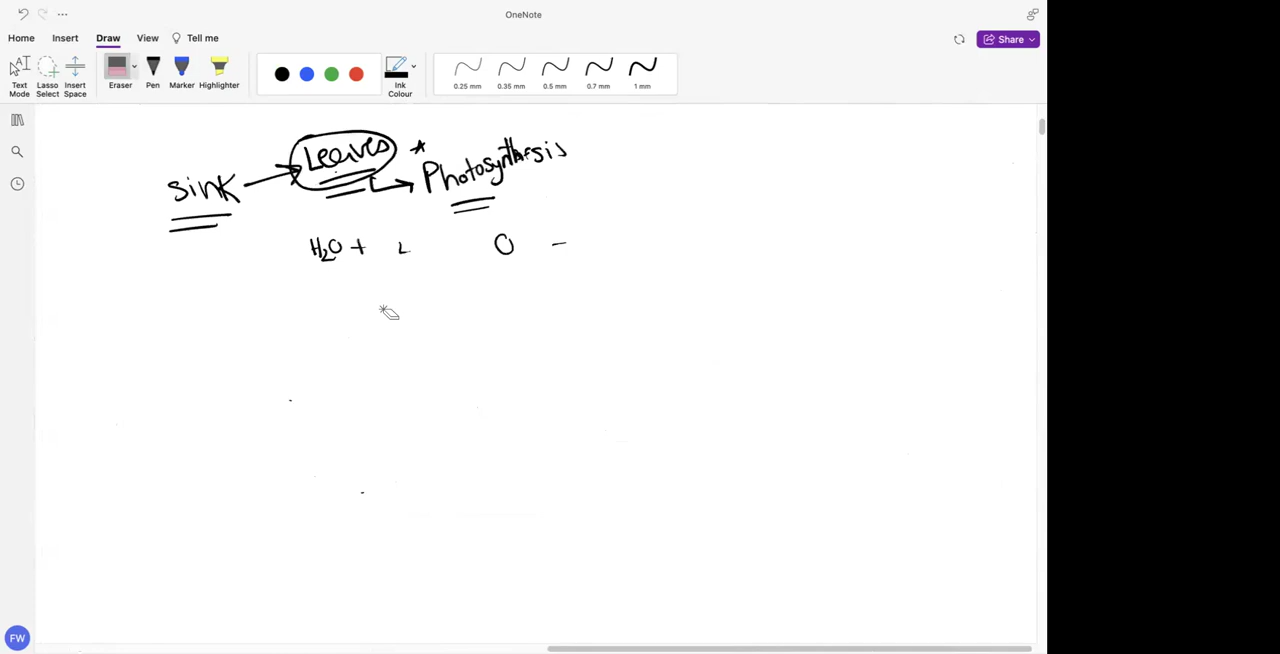 OneNote
Home Insert Draw View Tell me
Share
Text Mode
Lasso Select
Insert Space
Eraser
Pen
Marker
Highlighter
Ink Colour
0.25 mm
0.35 mm
0.5 mm
0.7 mm
1 mm
Sink → Leaves * → Photosynthesis
H₂O + O -
FW